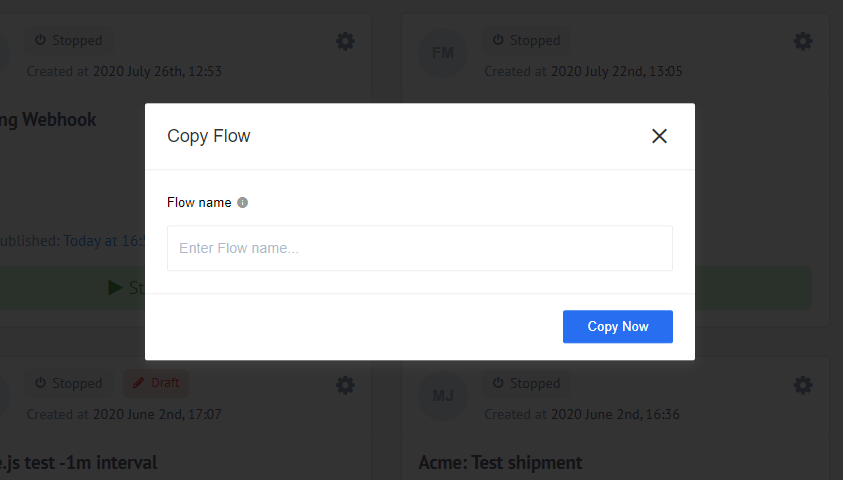 Stopped
Created at 2020 July 26th, 12:53
ng Webhook
ublished: Today at 16:5
St
FM
Stopped
Created at 2020 July 22nd, 13:05
Copy Flow
Flow name
Enter Flow name...
Copy Now
Stopped
Draft
Created at 2020 June 2nd, 17:07
e.js test -1m interval
MJ
Stopped
Created at 2020 June 2nd, 16:36
Acme: Test shipment